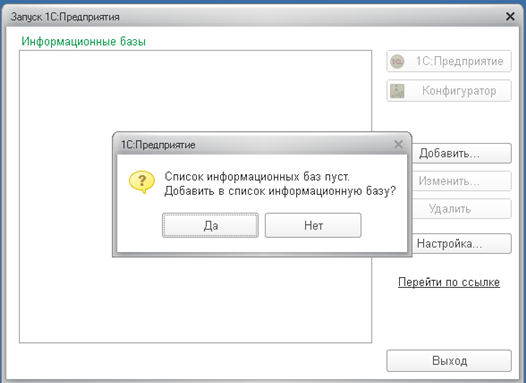 Запуск 1С:Предприятия
Информационные базы
1С:Предприятие
Конфигуратор
1С:Предприятие
Список информационных баз пуст.
Добавить в список информационную базу?
Да
Нет
Добавить...
Изменить...
Удалить
Настройка...
Перейти по ссылке
Выход